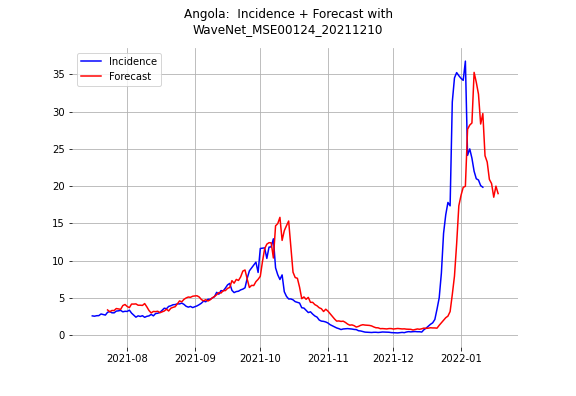 Angola:  Incidence + Forecast with
WaveNet_MSE00124_20211210
Incidence
Forecast
35
30
25
20
15
10
5
0
2021-08 2021-09 2021-10 2021-11 2021-12 2022-01